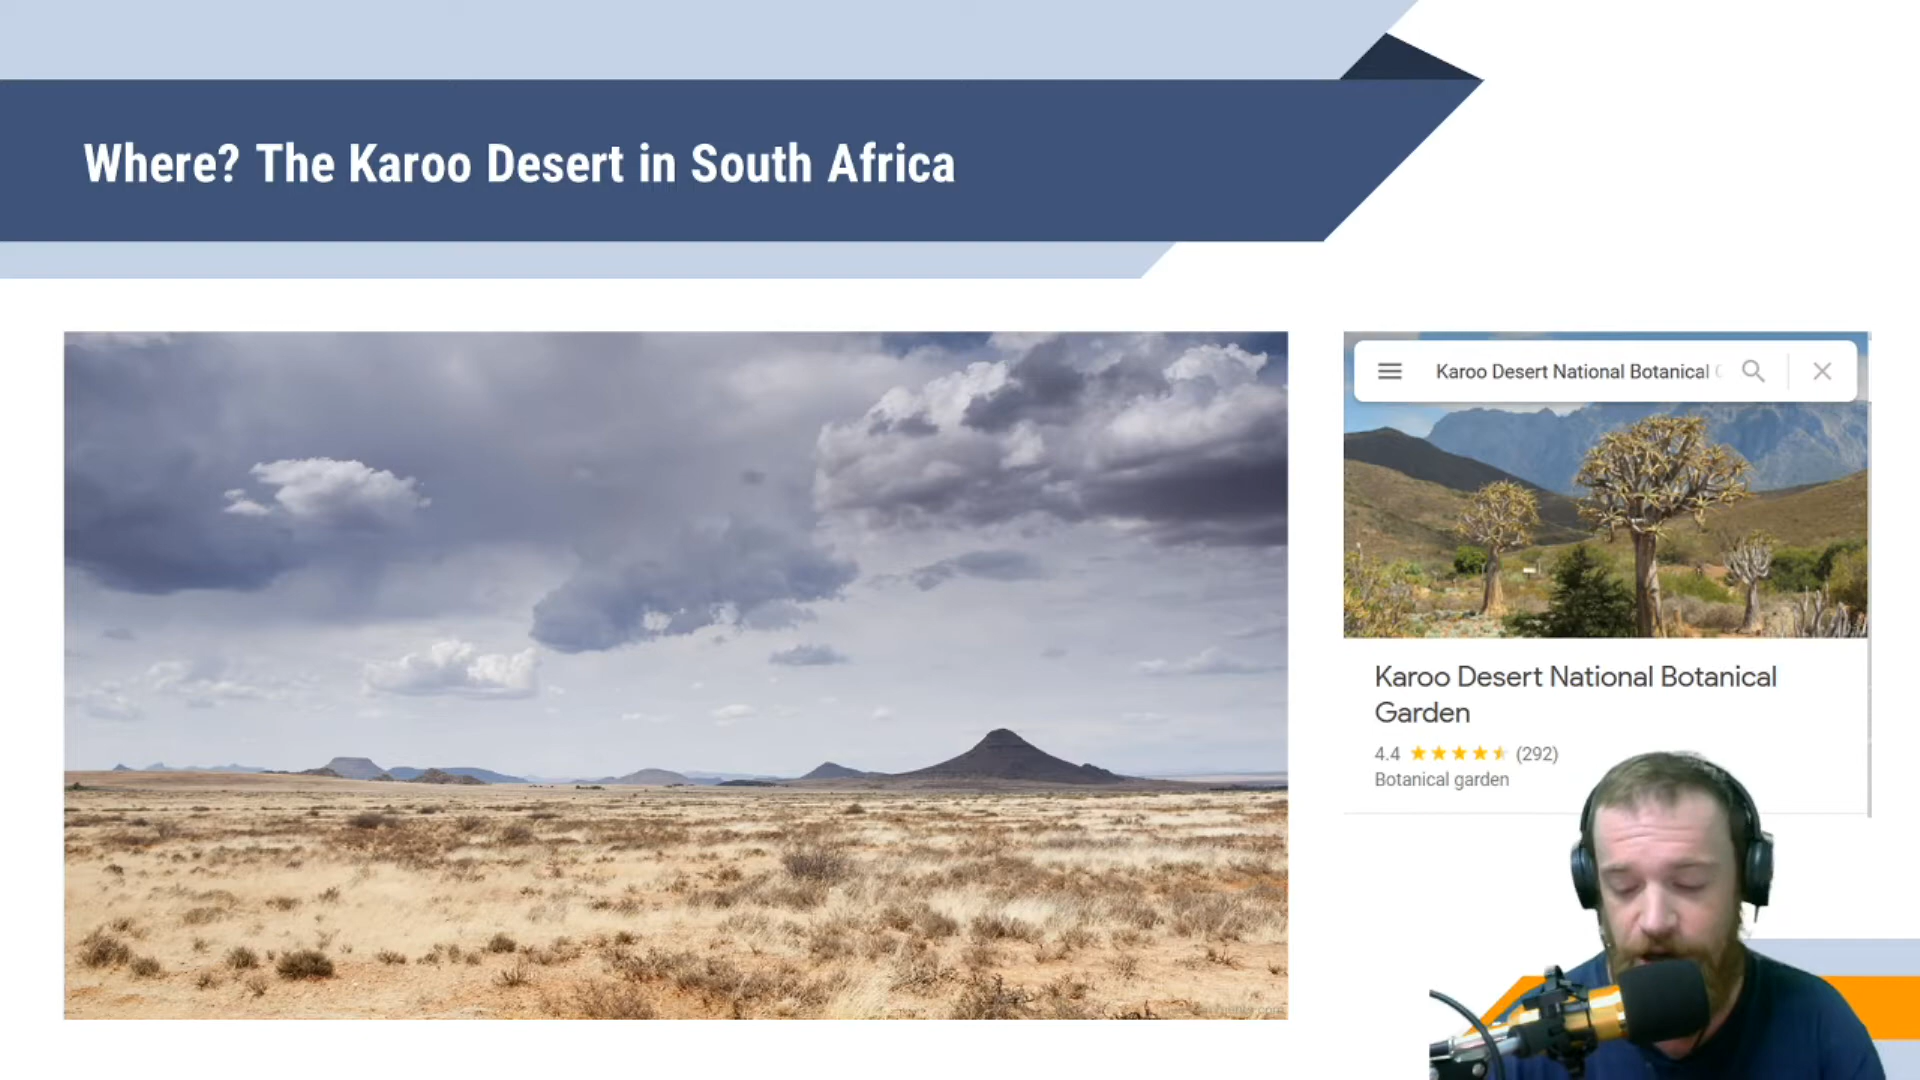 Where? The Karoo Desert in South Africa
Karoo Desert National Botanical
Karoo Desert National Botanical
Garden
4.4 (292)
Botanical garden